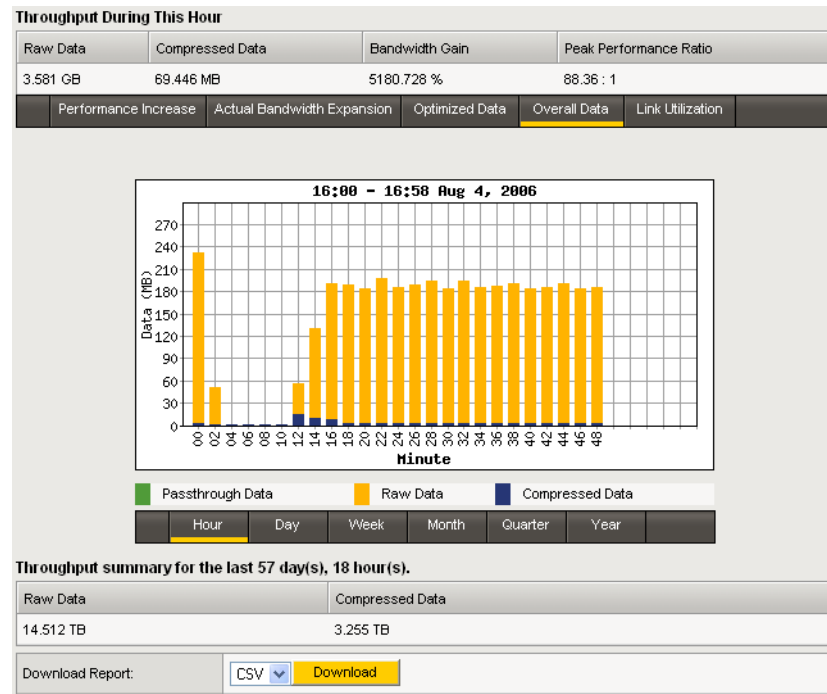 Throughput During This Hour
Raw Data Compressed Data Bandwidth Gain Peak Performance Ratio
3.581 GB 69.446 MB 5180.728 % 88.36 : 1
Performance Increase Actual Bandwidth Expansion Optimized Data Overall Data Link Utilization
16:00 - 16:58 Aug 4, 2006
Data (MB)
270
240
210
180
150
120
90
60
30
0
00 02 04 06 08 10 12 14 16 18 20 22 24 26 28 30 32 34 36 38 40 42 44 46 48
Minute
Passthrough Data Raw Data Compressed Data
Hour Day Week Month Quarter Year
Throughput summary for the last 57 day(s), 18 hour(s).
Raw Data Compressed Data
14.512 TB 3.255 TB
Download Report: CSV Download